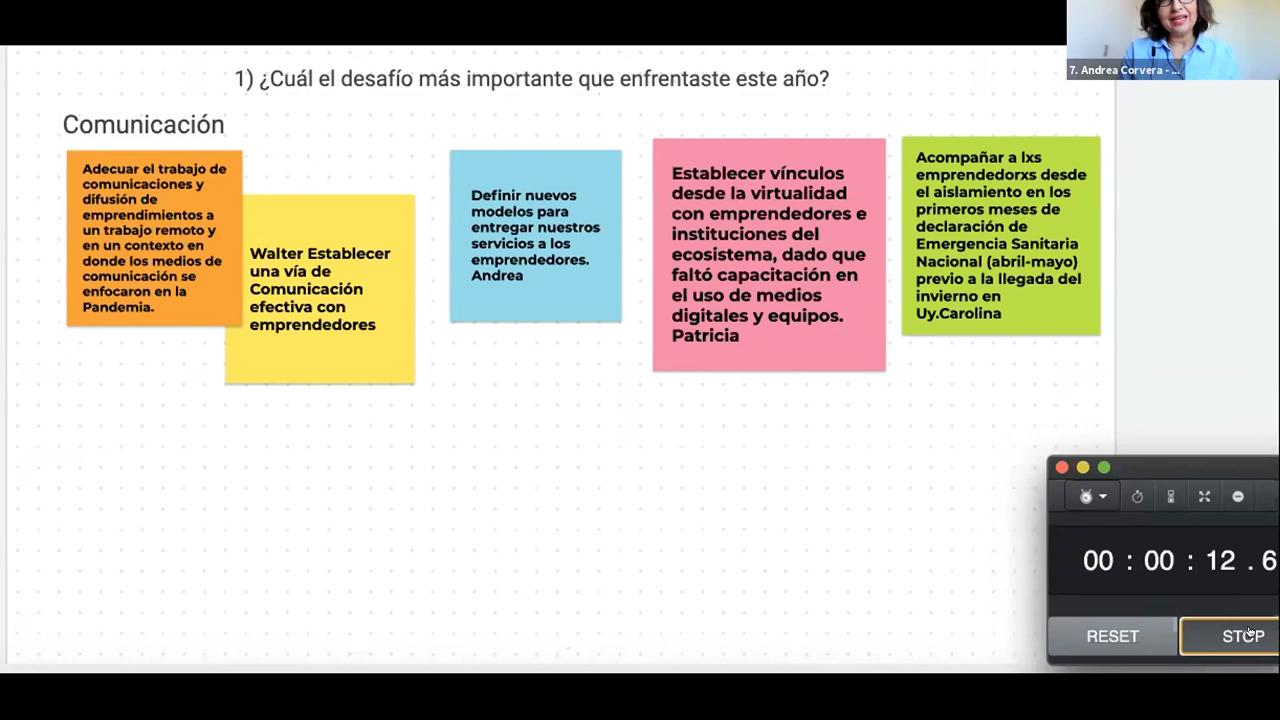 7. Andrea Corvera - ...
1) ¿Cuál el desafío más importante que enfrentaste este año?
Comunicación
Adecuar el trabajo de
comunicaciones y
difusión de
emprendimientos a
un trabajo remoto y
en un contexto en
donde los medios de
comunicación se
enfocaron en la
Pandemia.
Walter Establecer
una vía de
Comunicación
efectiva con
emprendedores
Definir nuevos
modelos para
entregar nuestros
servicios a los
emprendedores.
Andrea
Establecer vínculos
desde la virtualidad
con emprendedores e
instituciones del
ecosistema, dado que
faltó capacitación en
el uso de medios
digitales y equipos.
Patricia
Acompañar a lxs
emprendedorxs desde
el aislamiento en los
primeros meses de
declaración de
Emergencia Sanitaria
Nacional (abril-mayo)
previo a la llegada del
invierno en
Uy.Carolina
00 : 00 : 12 . 6
RESET
STOP